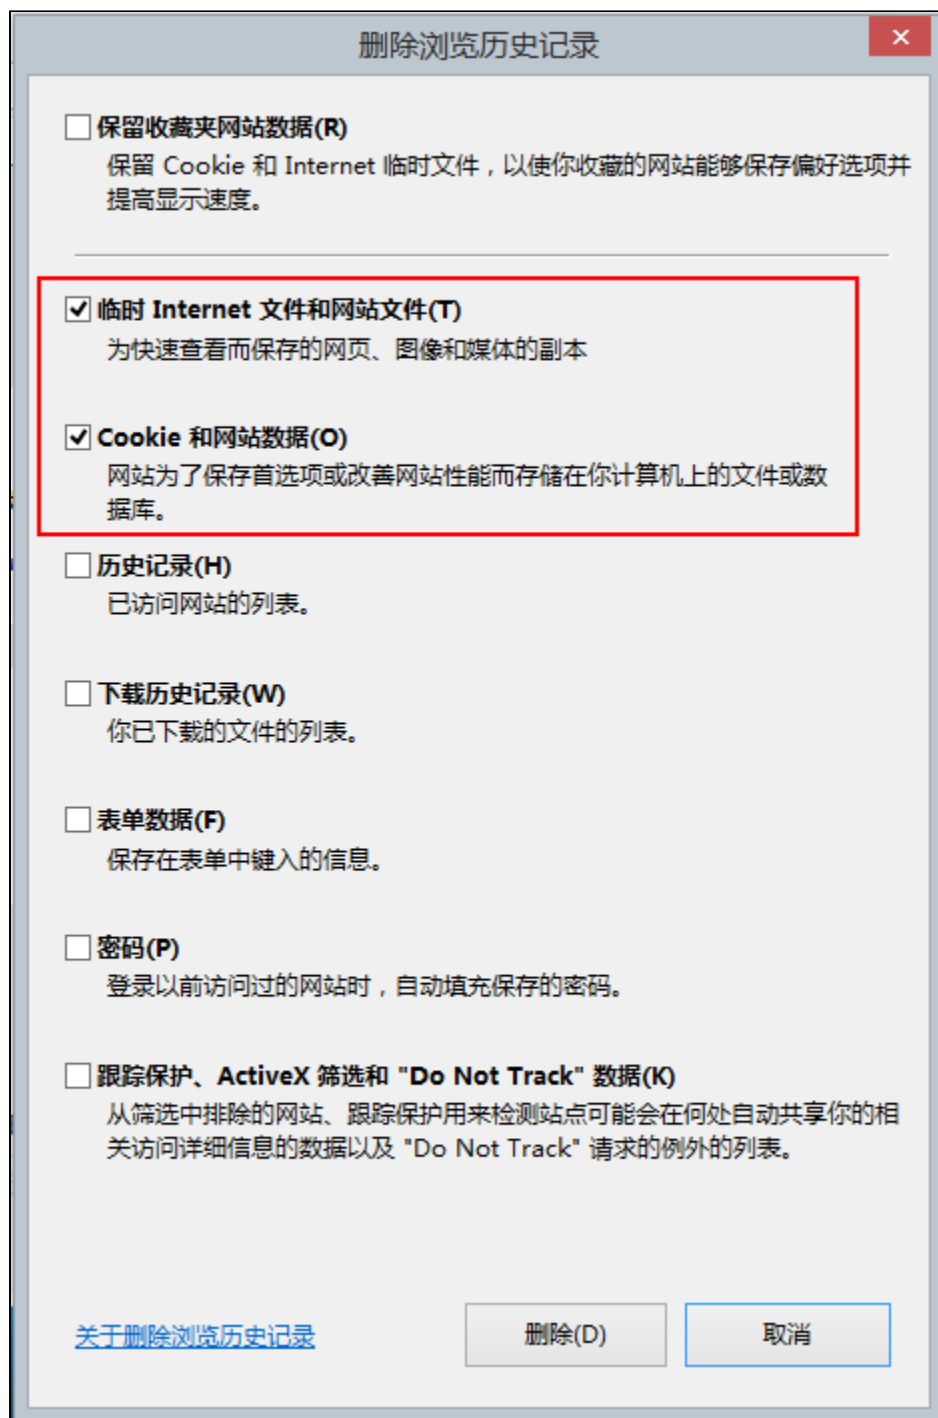 删除浏览历史记录
保留收藏夹网站数据(R)
保留 Cookie 和 Internet 临时文件，以使你收藏的网站能够保存偏好选项并
提高显示速度。
临时 Internet 文件和网站文件(T)
为快速查看而保存的网页、图像和媒体的副本
Cookie 和网站数据(O)
网站为了保存首选项或改善网站性能而存储在你计算机上的文件或数
据库。
历史记录(H)
已访问网站的列表。
下载历史记录(W)
你已下载的文件的列表。
表单数据(F)
保存在表单中键入的信息。
密码(P)
登录以前访问过的网站时，自动填充保存的密码。
跟踪保护、ActiveX 筛选和 "Do Not Track" 数据(K)
从筛选中排除的网站、跟踪保护用来检测站点可能会在何处自动共享你的相
关访问详细信息的数据以及 "Do Not Track" 请求的例外的列表。
关于删除浏览历史记录
删除(D)
取消